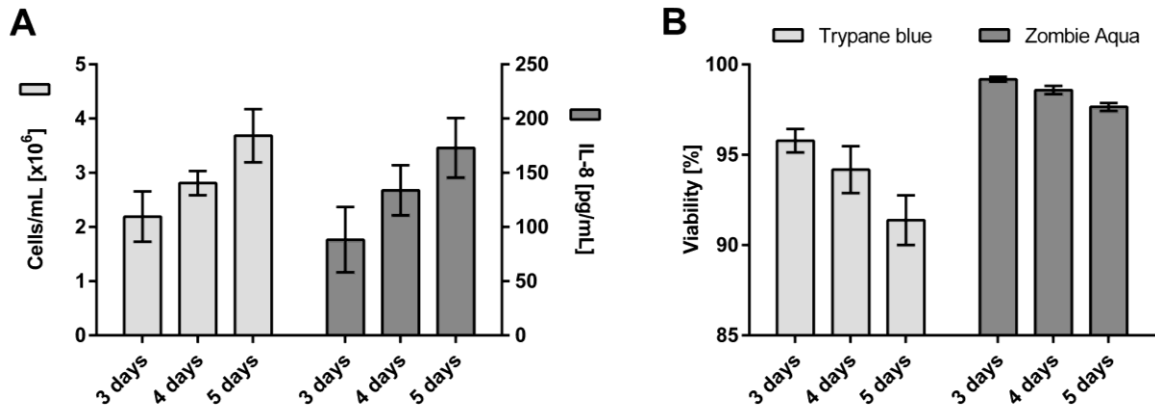 A
Cells/mL [x10⁶]
5
4
3
2
1
0
3 days
4 days
5 days
3 days
4 days
5 days
250
200
150
100
50
0
IL-8 [pg/mL]
B
Trypane blue
Zombie Aqua
Viability [%]
100
95
90
85
3 days
4 days
5 days
3 days
4 days
5 days